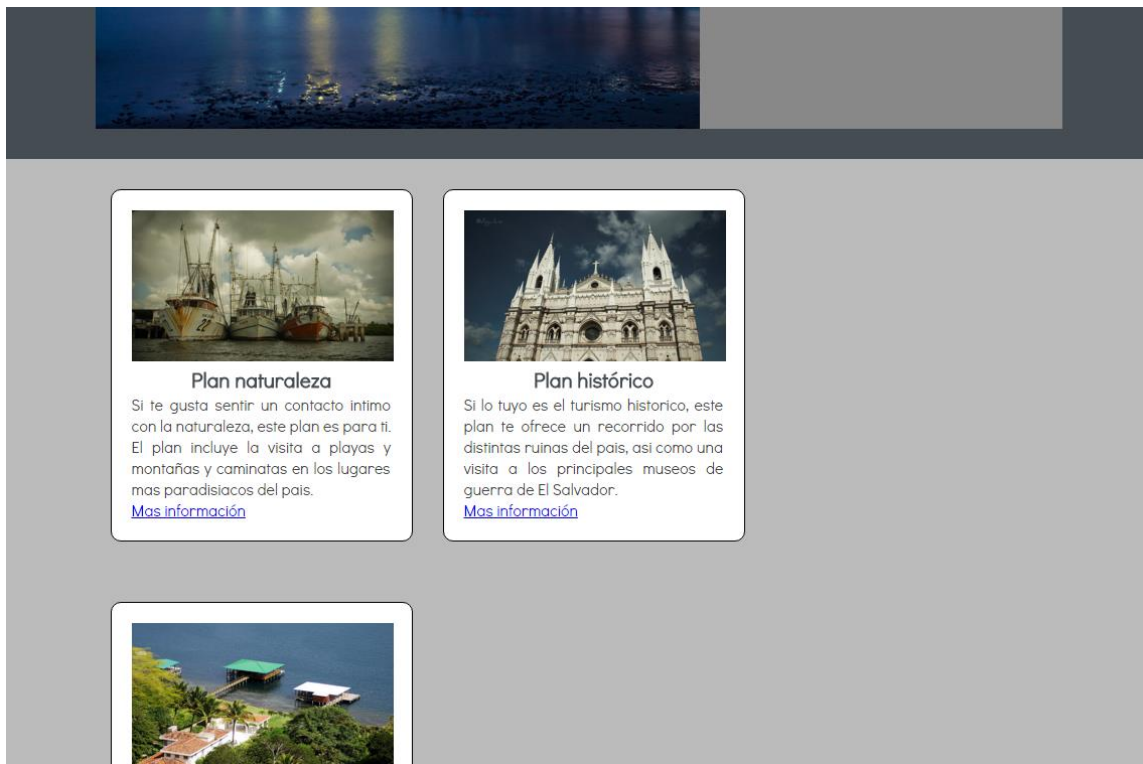 Plan naturaleza
Si te gusta sentir un contacto intimo
con la naturaleza, este plan es para ti.
El plan incluye la visita a playas y
montañas y caminatas en los lugares
mas paradisiacos del pais.
Mas información
Plan histórico
Si lo tuyo es el turismo historico, este
plan te ofrece un recorrido por las
distintas ruinas del pais, asi como una
visita a los principales museos de
guerra de El Salvador.
Mas información
22